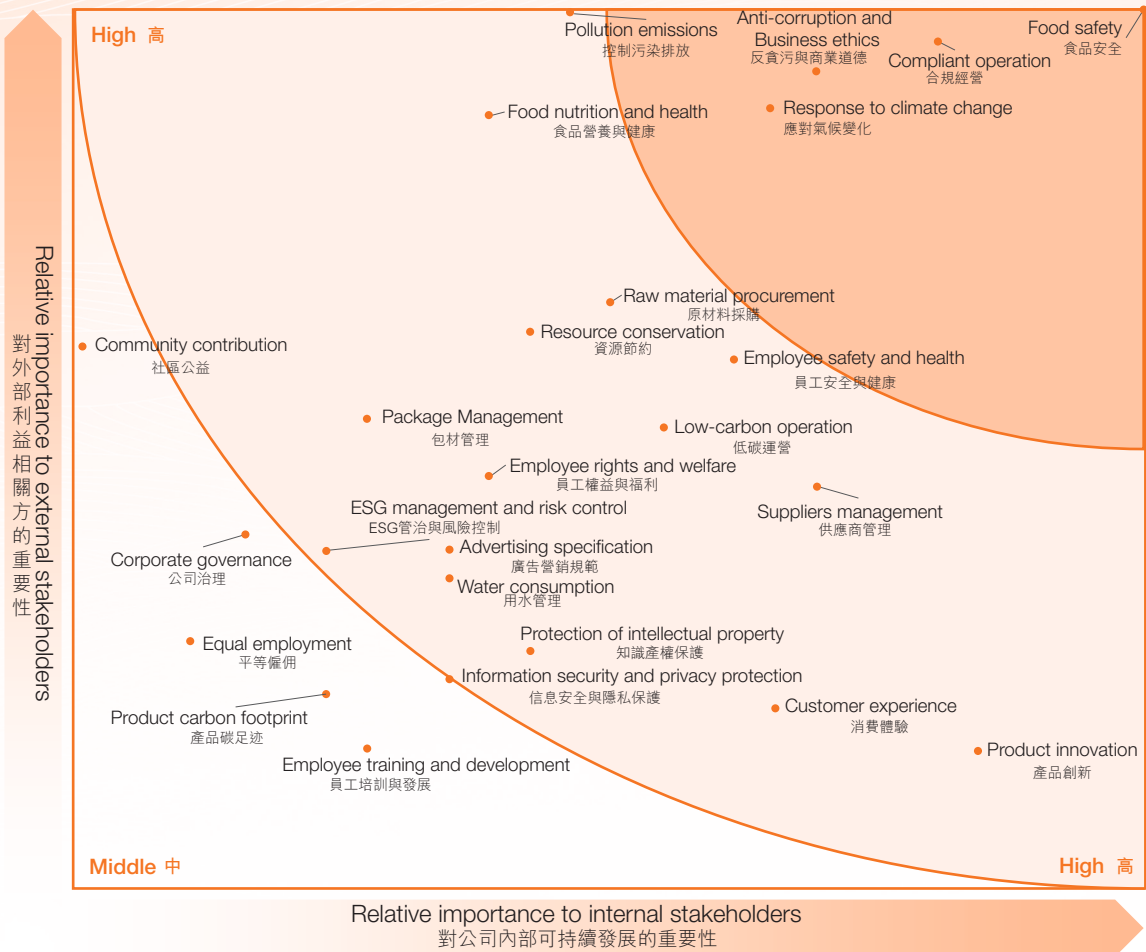 High 高
Pollution emissions
控制污染排放
Anti-corruption and
Business ethics
反貪污與商業道德
Compliant operation
合規經營
Food safety
食品安全
Food nutrition and health
食品營養與健康
Response to climate change
應對氣候變化
Raw material procurement
原材料採購
Resource conservation
資源節約
Community contribution
社區公益
Employee safety and health
員工安全與健康
Package Management
包材管理
Low-carbon operation
低碳運營
Employee rights and welfare
員工權益與福利
ESG management and risk control
ESG管治與風險控制
Suppliers management
供應商管理
Corporate governance
公司治理
Advertising specification
廣告營銷規範
Water consumption
用水管理
Equal employment
平等僱佣
Protection of intellectual property
知識產權保護
Information security and privacy protection
信息安全與隱私保護
Product carbon footprint
產品碳足迹
Customer experience
消費體驗
Employee training and development
員工培訓與發展
Product innovation
產品創新
Middle 中
High 高
Relative importance to external stakeholders
對外部利益相關方的重要性
Relative importance to internal stakeholders
對公司內部可持續發展的重要性